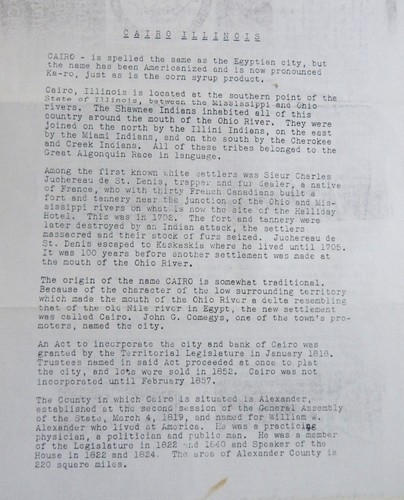 CAIRO ILLINOIS
CAIRO - is spelled the same as the Egyptian city, but
the name has been Americanized and is now pronounced
Ka-ro, just as is the corn syrup product.
Cairo, Illinois is located at the southern point of the
State of Illinois, between the Mississippi and Ohio
rivers. The Shawnee Indians inhabited all of this
country around the mouth of the Ohio River. They were
joined on the north by the Illini Indians, on the east
by the Miami Indians, and on the south by the Cherokee
and Creek Indians. All of these tribes belonged to the
Great Algonquin Race in language.
Among the first known white settlers was Sieur Charles
Juchereau de St. Denis, trapper and fur dealer, a native
of France, who with thirty French Canadians built a
fort and tannery near the junction of the Ohio and Mis-
sissippi rivers on what is now the site of the Halliday
Hotel. This was in 1702. The fort and tannery were
later destroyed by an Indian attack, the settlers
massacred and their stock of furs seized. Juchereau de
St. Denis escaped to Kaskaskia where he lived until 1705.
It was 100 years before another settlement was made at
the mouth of the Ohio River.
The origin of the name CAIRO is somewhat traditional.
Because of the character of the low surrounding territory
which made the mouth of the Ohio River a delta resembling
that of the old Nile river in Egypt, the new settlement
was called Cairo. John G. Comegys, one of the town's pro-
moters, named the city.
An Act to incorporate the city and bank of Cairo was
granted by the Territorial Legislature in January 1818.
Trustees named in said Act proceeded at once to plat
the city, and lots were sold in 1852. Cairo was not
incorporated until February 1857.
The County in which Cairo is situated is Alexander,
established at the second session of the General Assembly
of the State, March 4, 1819, and named for William M.
Alexander who lived at America. He was a practicing
physician, a politician and public man. He was a member
of the Legislature in 1822 and 1840 and Speaker of the
House in 1822 and 1824. The area of Alexander County is
220 square miles.